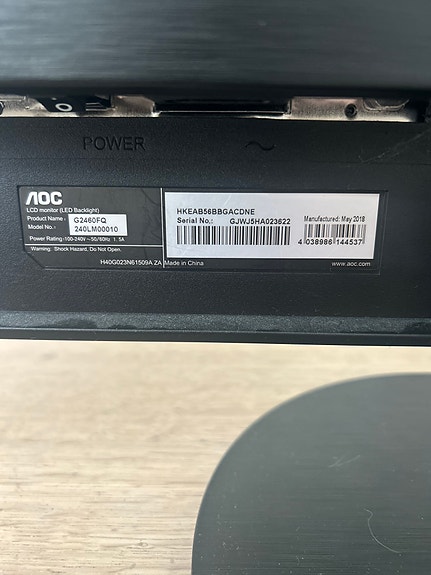 POWER
AOC
LCD monitor (LED Backlight)
Product Name : G2460FQ
Model No. : 240LM00010
Power Rating :100-240V ~50/60Hz 1. 5A
Warning: Shock Hazard, Do Not Open.
H40G023N61509A ZA Made in China
HKEAB56BBGACDNE
Serial No.: GJWJ5HA023622
Manufactured: May 2018
4 038986 144537
www.aoc.com